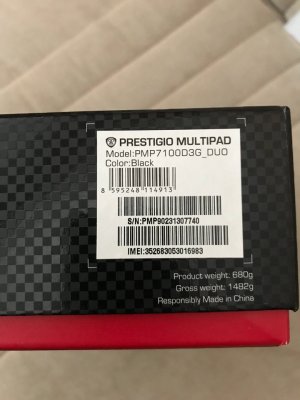 PRESTIGIO MULTIPAD
Model:PMP7100D3G_DUO
Color:Black
8 595248 114913
S/N:PMP90231307740
IMEI:352683053016983
Product weight: 680g
Gross weight: 1482g
Responsibly Made in China